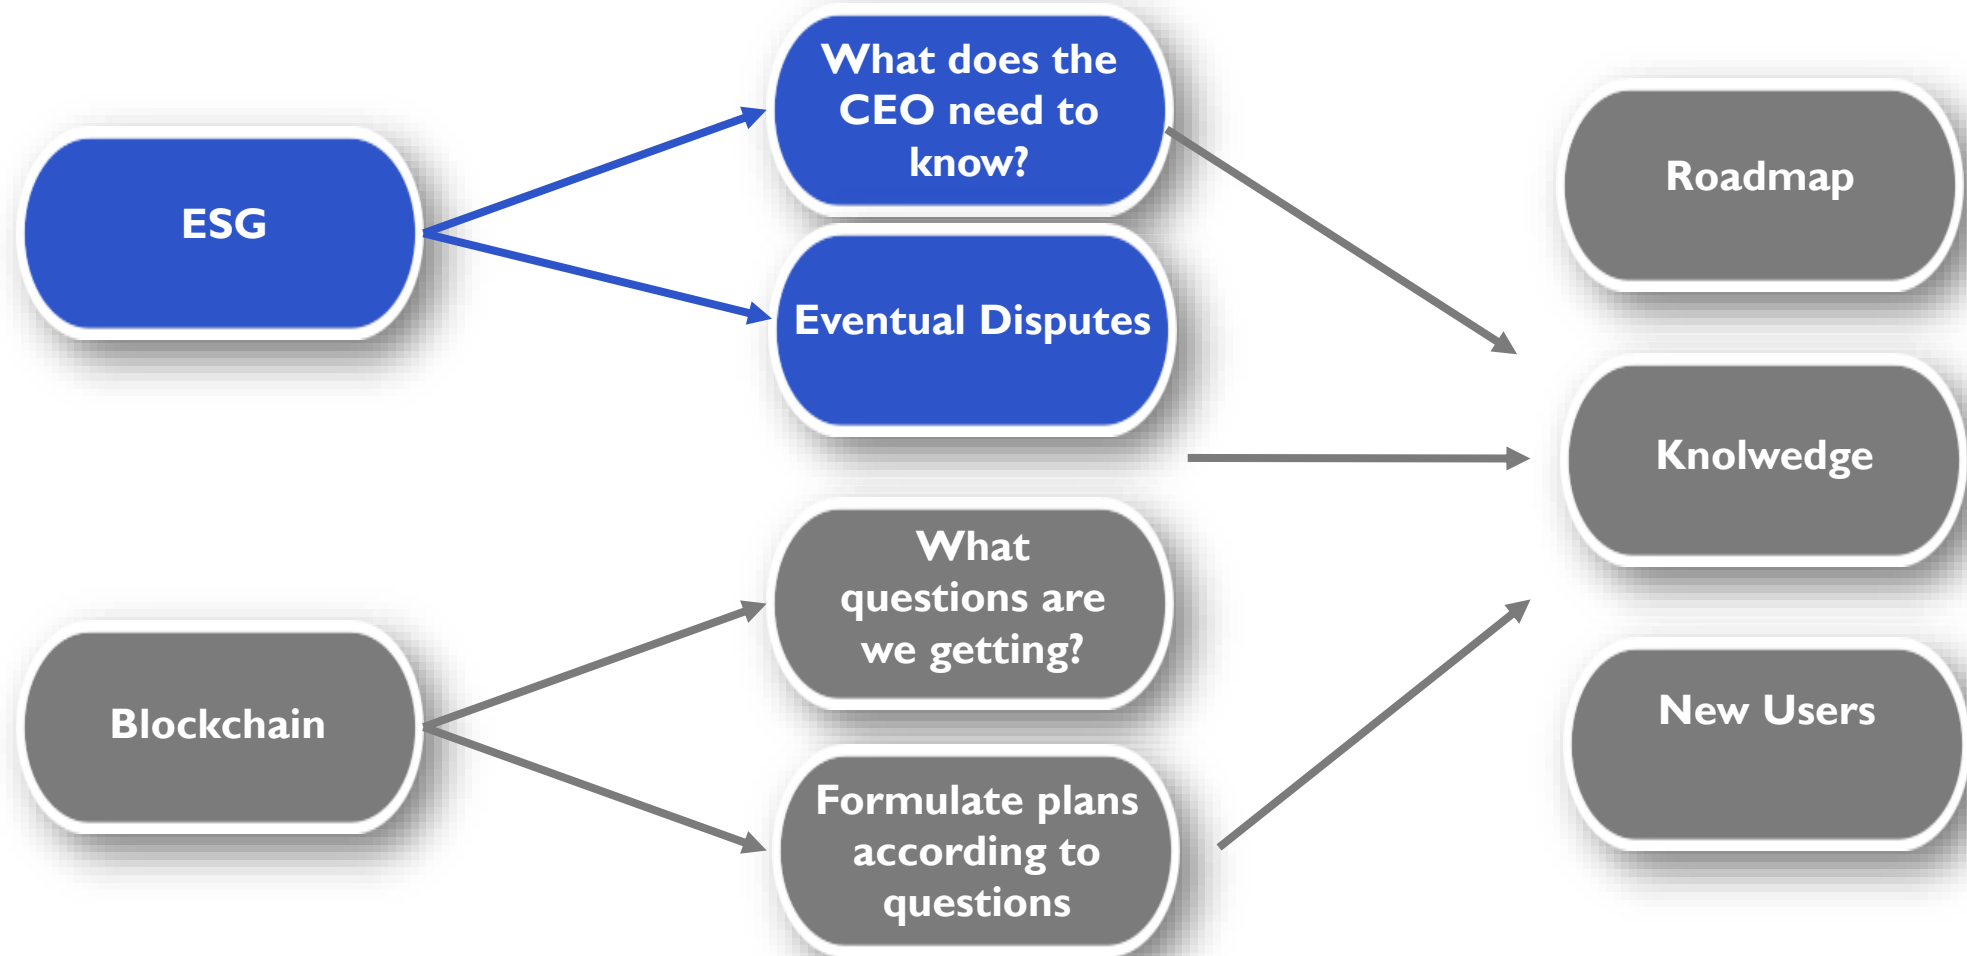 ESG
What does the
CEO need to
know?
Eventual Disputes
Blockchain
What
questions are
we getting?
Formulate plans
according to
questions
Roadmap
Knolwedge
New Users